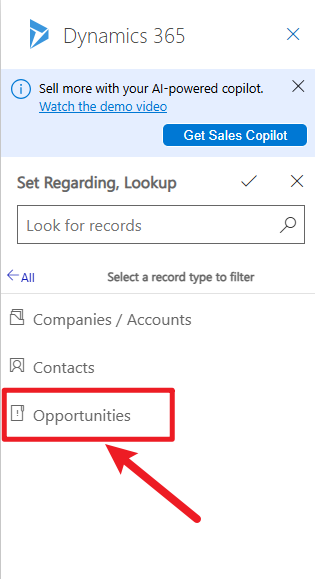 Dynamics 365
Sell more with your AI-powered copilot.
Watch the demo video
Get Sales Copilot
Set Regarding, Lookup
Look for records
All
Select a record type to filter
Companies / Accounts
Contacts
Opportunities